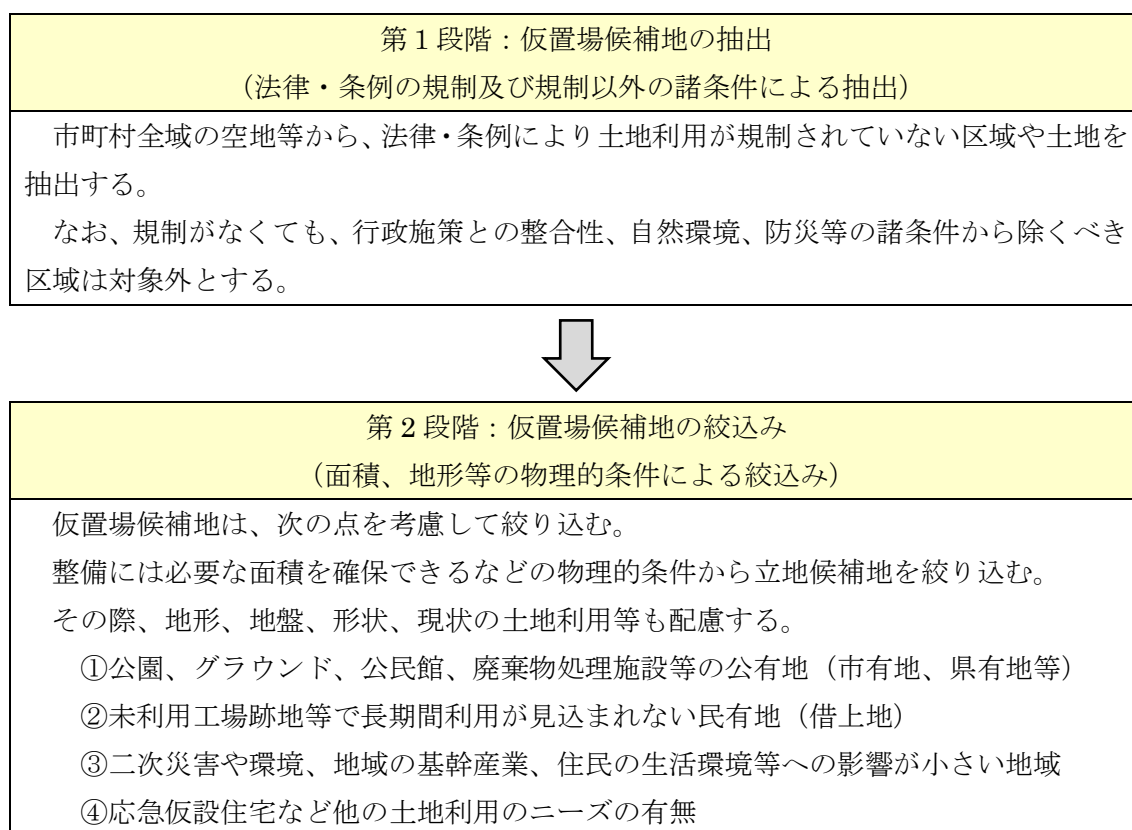 第1段階：仮置場候補地の抽出
（法律・条例の規制及び規制以外の諸条件による抽出）
市町村全域の空地等から、法律・条例により土地利用が規制されていない区域や土地を
抽出する。
なお、規制がなくても、行政施策との整合性、自然環境、防災等の諸条件から除くべき
区域は対象外とする。
第2段階：仮置場候補地の絞込み
（面積、地形等の物理的条件による絞込み）
仮置場候補地は、次の点を考慮して絞り込む。
整備には必要な面積を確保できるなどの物理的条件から立地候補地を絞り込む。
その際、地形、地盤、形状、現状の土地利用等も配慮する。
①公園、グラウンド、公民館、廃棄物処理施設等の公有地（市有地、県有地等）
②未利用工場跡地等で長期間利用が見込まれない民有地（借上地）
③二次災害や環境、地域の基幹産業、住民の生活環境等への影響が小さい地域
④応急仮設住宅など他の土地利用のニーズの有無